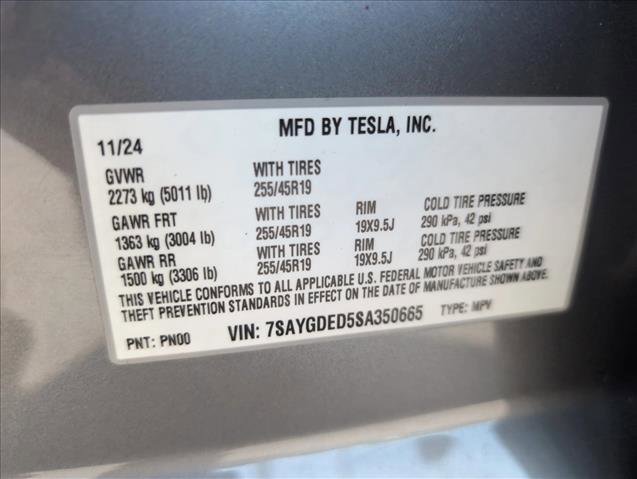 MFD BY TESLA, INC.
11/24
GVWR WITH TIRES
2273 kg (5011 lb) 255/45R19
GAWR FRT WITH TIRES RIM COLD TIRE PRESSURE
1363 kg (3004 lb) 255/45R19 19X9.5J 290 kPa, 42 psi
GAWR RR WITH TIRES RIM COLD TIRE PRESSURE
1500 kg (3306 lb) 255/45R19 19X9.5J 290 kPa, 42 psi
THIS VEHICLE CONFORMS TO ALL APPLICABLE U.S. FEDERAL MOTOR VEHICLE SAFETY AND
THEFT PREVENTION STANDARDS IN EFFECT ON THE DATE OF MANUFACTURE SHOWN ABOVE.
PNT: PN00 VIN: 7SAYGDED5SA350665 TYPE: MPV